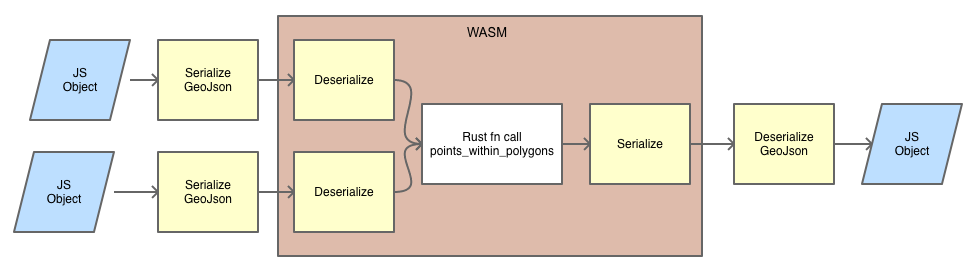 WASM
JS
Object
Serialize
GeoJson
Deserialize
JS
Object
Serialize
GeoJson
Deserialize
Rust fn call
points_within_polygons
Serialize
Deserialize
GeoJson
JS
Object